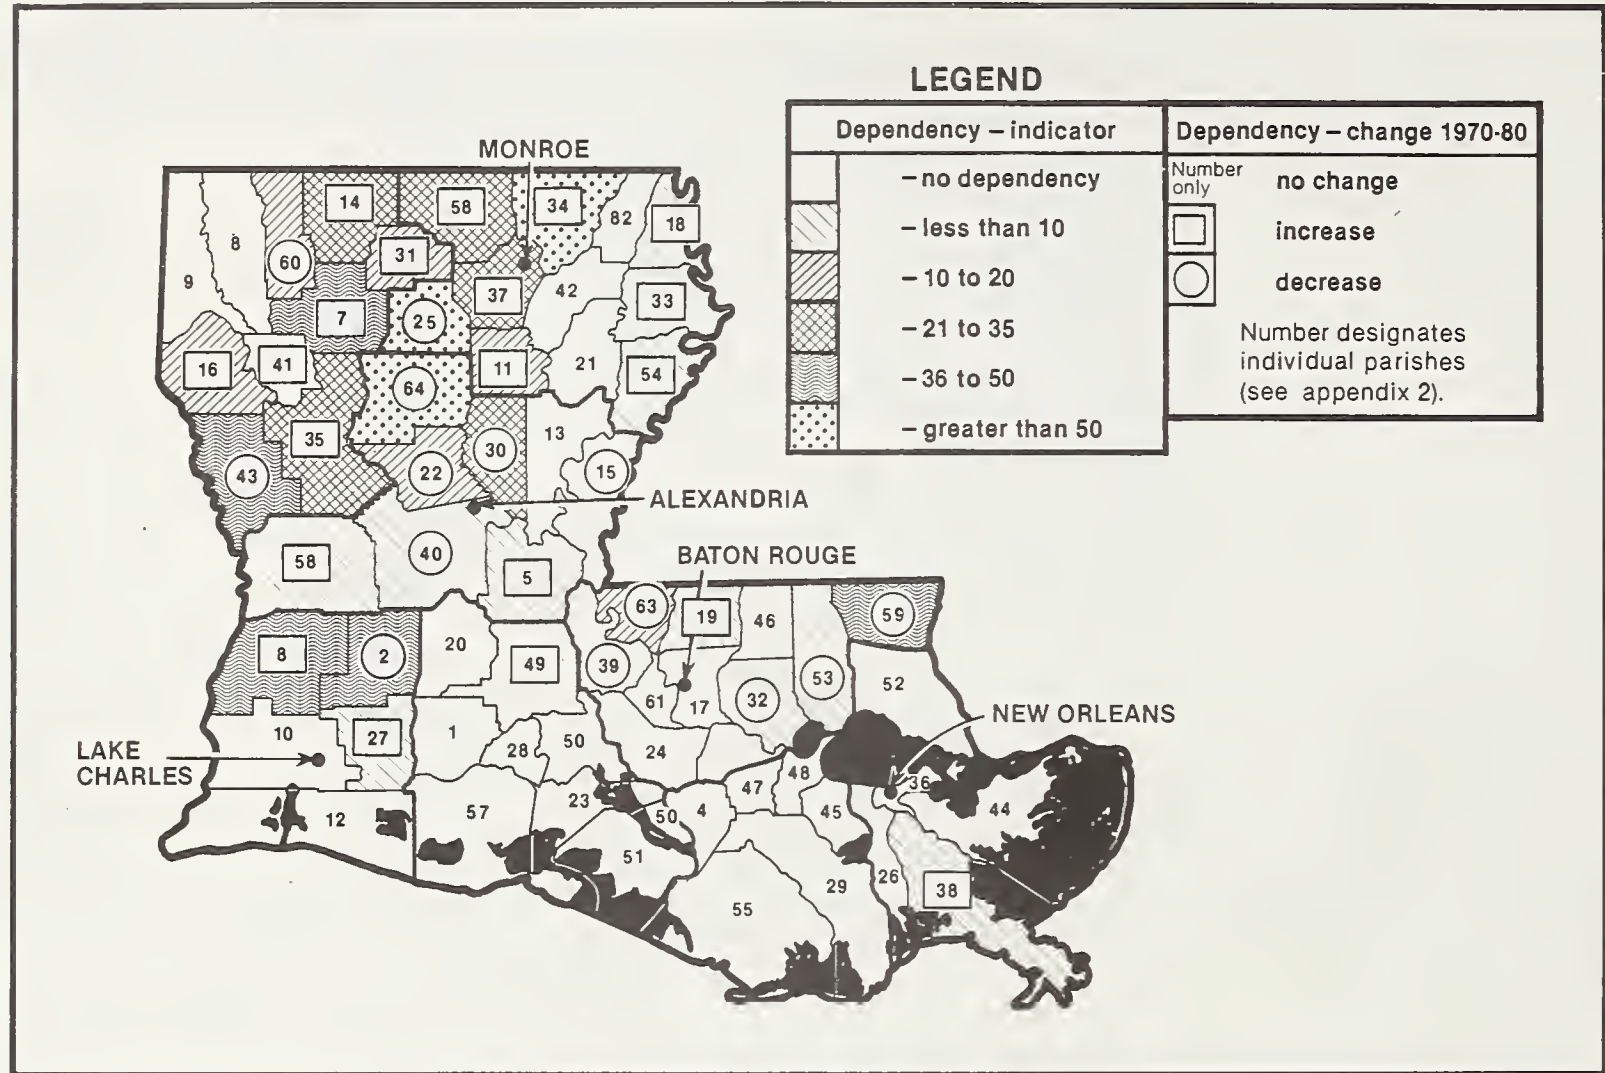 LEGEND
Dependency – indicator
Dependency – change 1970-80
– no dependency
– less than 10
– 10 to 20
– 21 to 35
– 36 to 50
– greater than 50
Number only
no change
increase
decrease
Number designates
individual parishes
(see appendix 2).
MONROE
14
58
34
82
18
8
60
31
9
37
42
33
7
25
16
41
11
21
54
64
35
13
30
43
22
15
ALEXANDRIA
40
58
5
BATON ROUGE
63
19
46
59
8
2
20
49
39
53
52
61
17
32
NEW ORLEANS
10
27
1
28
50
24
LAKE
CHARLES
48
36
47
12
57
23
50
4
45
44
51
29
26
38
55